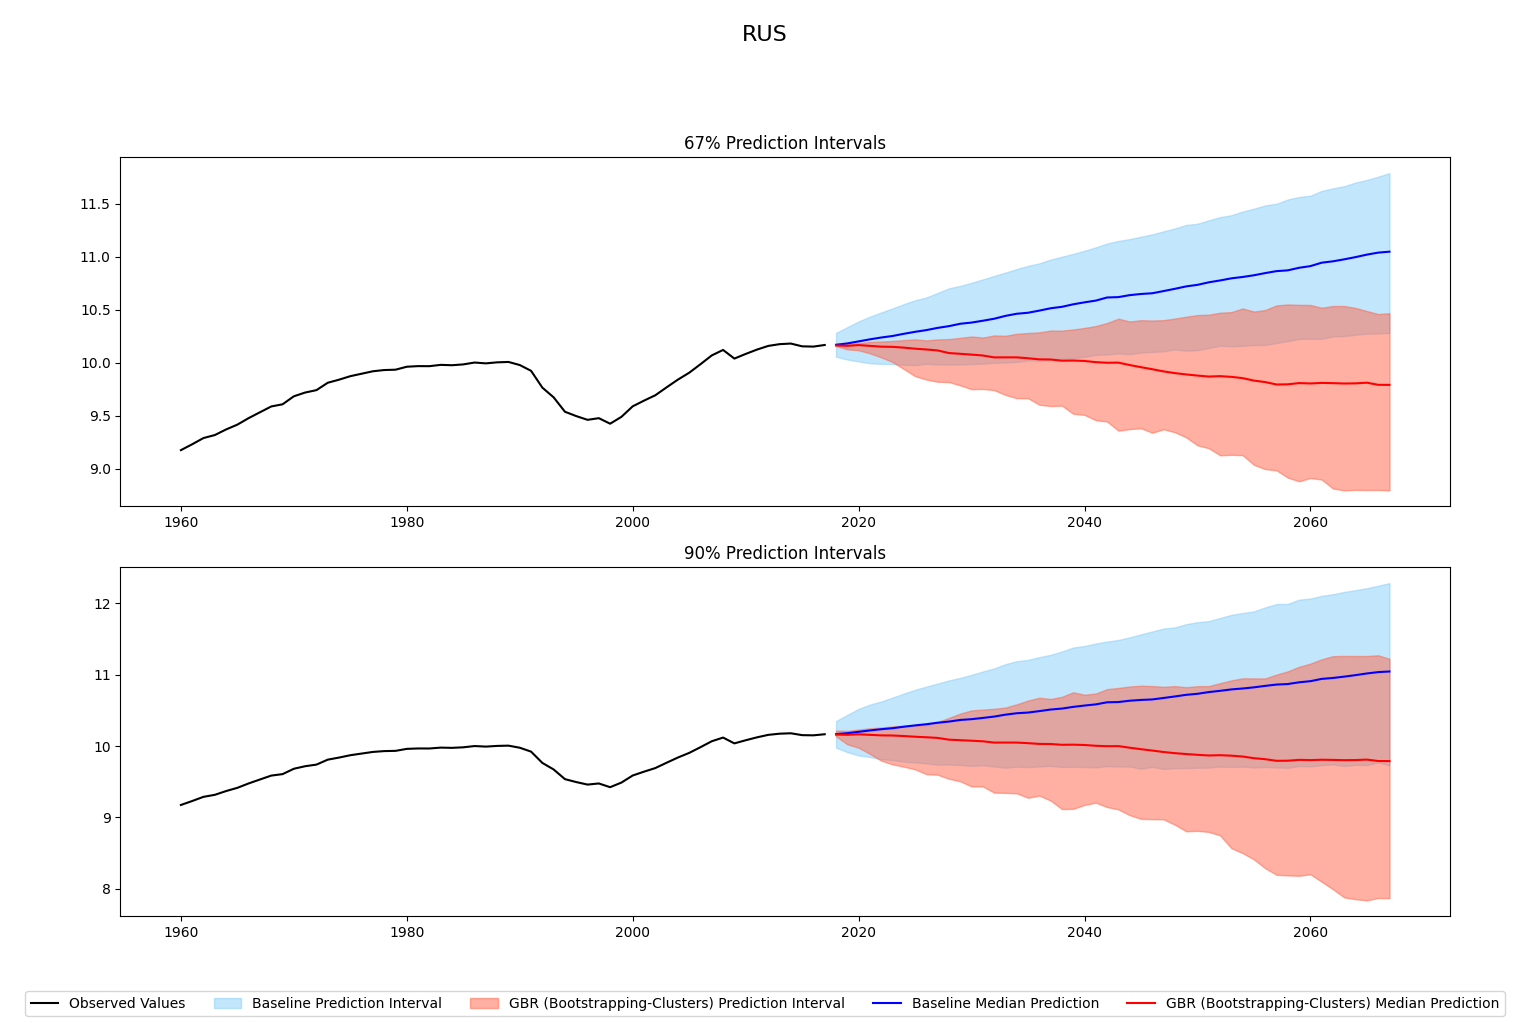 RUS
67% Prediction Intervals
11.5
11.0
10.5
10.0
9.5
9.0
1960 1980 2000 2020 2040 2060
90% Prediction Intervals
12
11
10
9
8
1960 1980 2000 2020 2040 2060
Observed Values Baseline Prediction Interval GBR (Bootstrapping-Clusters) Prediction Interval Baseline Median Prediction GBR (Bootstrapping-Clusters) Median Prediction